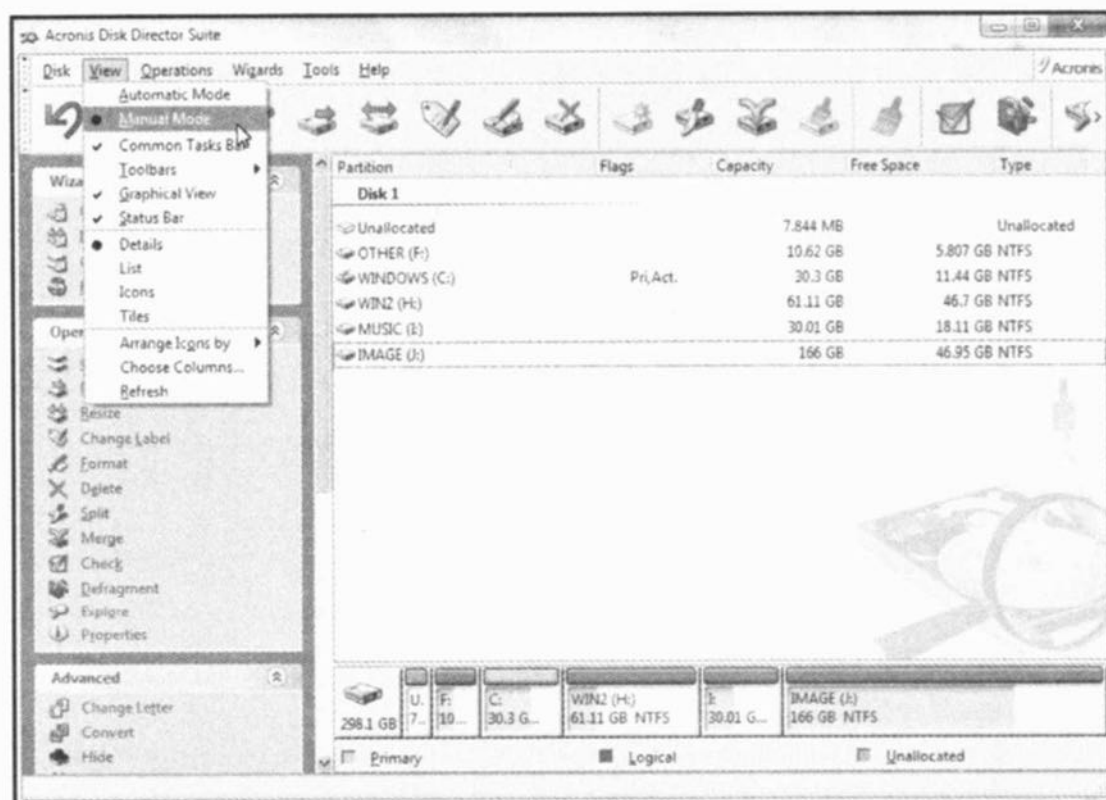 Acronis Disk Director Suite
Disk View Operations Wizards Tools Help Acronis
Automatic Mode
Manual Mode
Common Tasks
Toolbars
Graphical View
Status Bar
Details
List
Icons
Tiles
Arrange Icons by
Choose Columns...
Refresh
Wiza
Oper
Resize
Change Label
Format
Delete
Split
Merge
Check
Defragment
Explore
Properties
Advanced
Change Letter
Convert
Hide
Partition Flags Capacity Free Space Type
Disk 1
Unallocated 7.844 MB Unallocated
OTHER (F:) 10.62 GB 5.807 GB NTFS
WINDOWS (C:) Pri,Act. 30.3 GB 11.44 GB NTFS
WIN2 (H:) 61.11 GB 46.7 GB NTFS
MUSIC (I:) 30.01 GB 18.11 GB NTFS
IMAGE (J:) 166 GB 46.95 GB NTFS
U. F: C: WIN2 (H:) I: IMAGE (J:)
298.1 GB 7... 10... 30.3 G... 61.11 GB NTFS 30.01 G... 166 GB NTFS
Primary Logical Unallocated